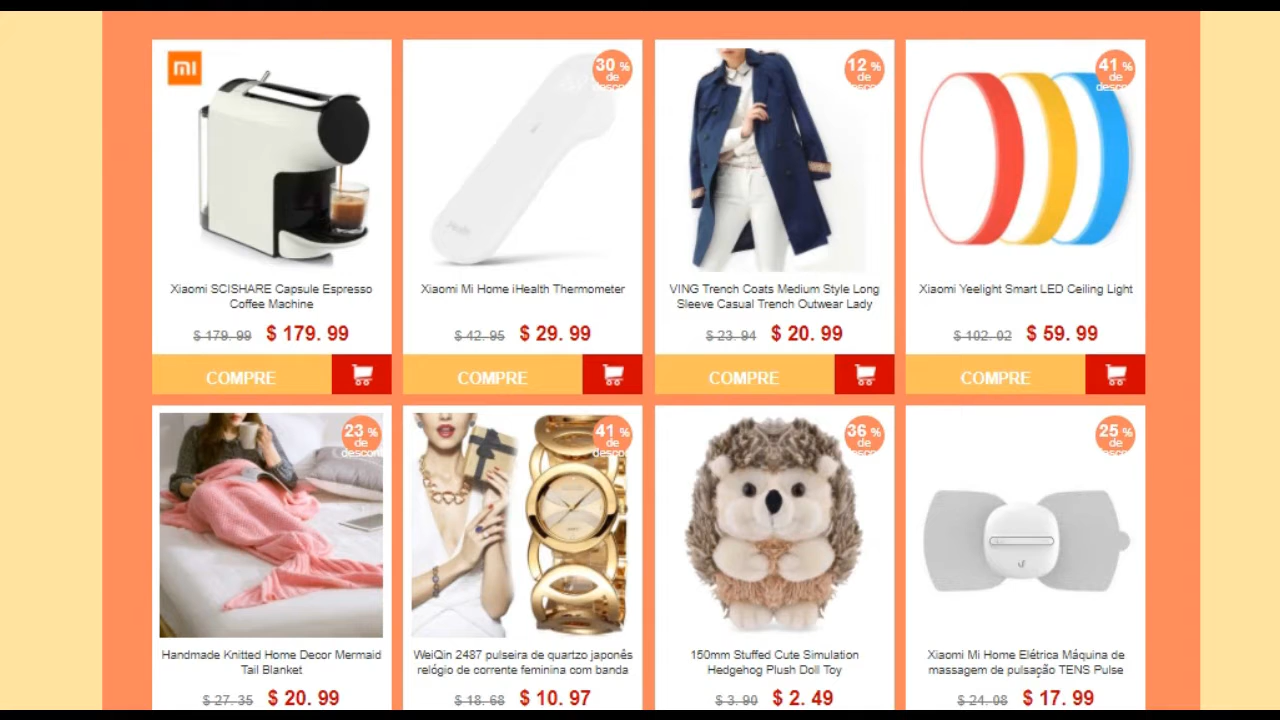 30 %
de
12 %
de
41 %
de
Xiaomi SCISHARE Capsule Espresso
Coffee Machine
$ 179. 99 $ 179. 99
COMPRE
Xiaomi Mi Home iHealth Thermometer
$ 42. 95 $ 29. 99
COMPRE
VING Trench Coats Medium Style Long
Sleeve Casual Trench Outwear Lady
$ 23. 94 $ 20. 99
COMPRE
Xiaomi Yeelight Smart LED Ceiling Light
$ 102. 02 $ 59. 99
COMPRE
23 %
de
41 %
de
36 %
de
25 %
de
Handmade Knitted Home Decor Mermaid
Tail Blanket
$ 27. 35 $ 20. 99
WeiQin 2487 pulseira de quartzo japonês
relógio de corrente feminina com banda
$ 18. 68 $ 10. 97
150mm Stuffed Cute Simulation
Hedgehog Plush Doll Toy
$ 3. 90 $ 2. 49
Xiaomi Mi Home Elétrica Máquina de
massagem de pulsação TENS Pulse
$ 24. 08 $ 17. 99